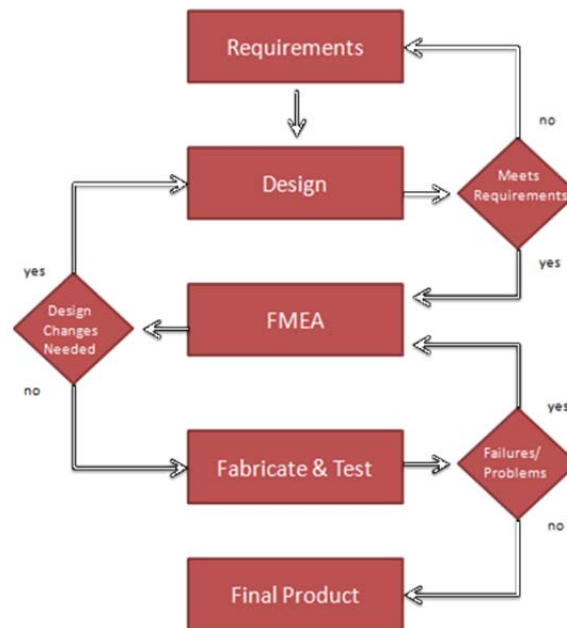 Requirements
no
Design
Meets
Requirements
yes
yes
FMEA
Design
Changes
Needed
no
yes
Fabricate & Test
Failures/
Problems
no
Final Product